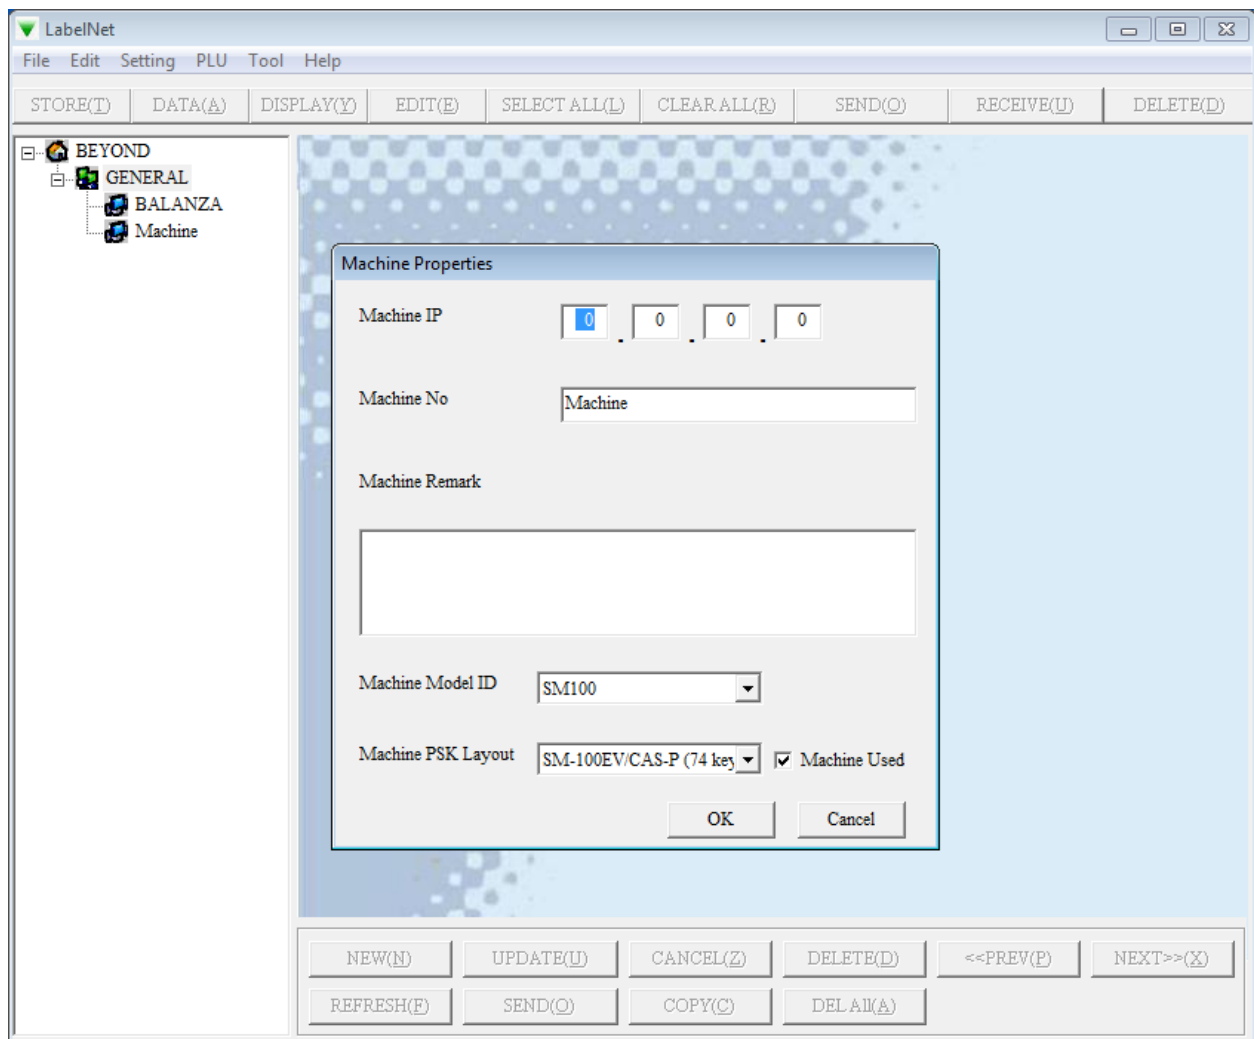 LabelNet
File Edit Setting PLU Tool Help
STORE(T) DATA(A) DISPLAY(Y) EDIT(E) SELECT ALL(L) CLEAR ALL(R) SEND(O) RECEIVE(U) DELETE(D)
BEYOND
GENERAL
BALANZA
Machine
Machine Properties
Machine IP 0 . 0 . 0 . 0
Machine No Machine
Machine Remark
Machine Model ID SM100
Machine PSK Layout SM-100EV/CAS-P (74 key Machine Used
OK Cancel
NEW(N) UPDATE(U) CANCEL(Z) DELETE(D) <<PREV(P) NEXT>>(X)
REFRESH(F) SEND(O) COPY(C) DEL All(A)